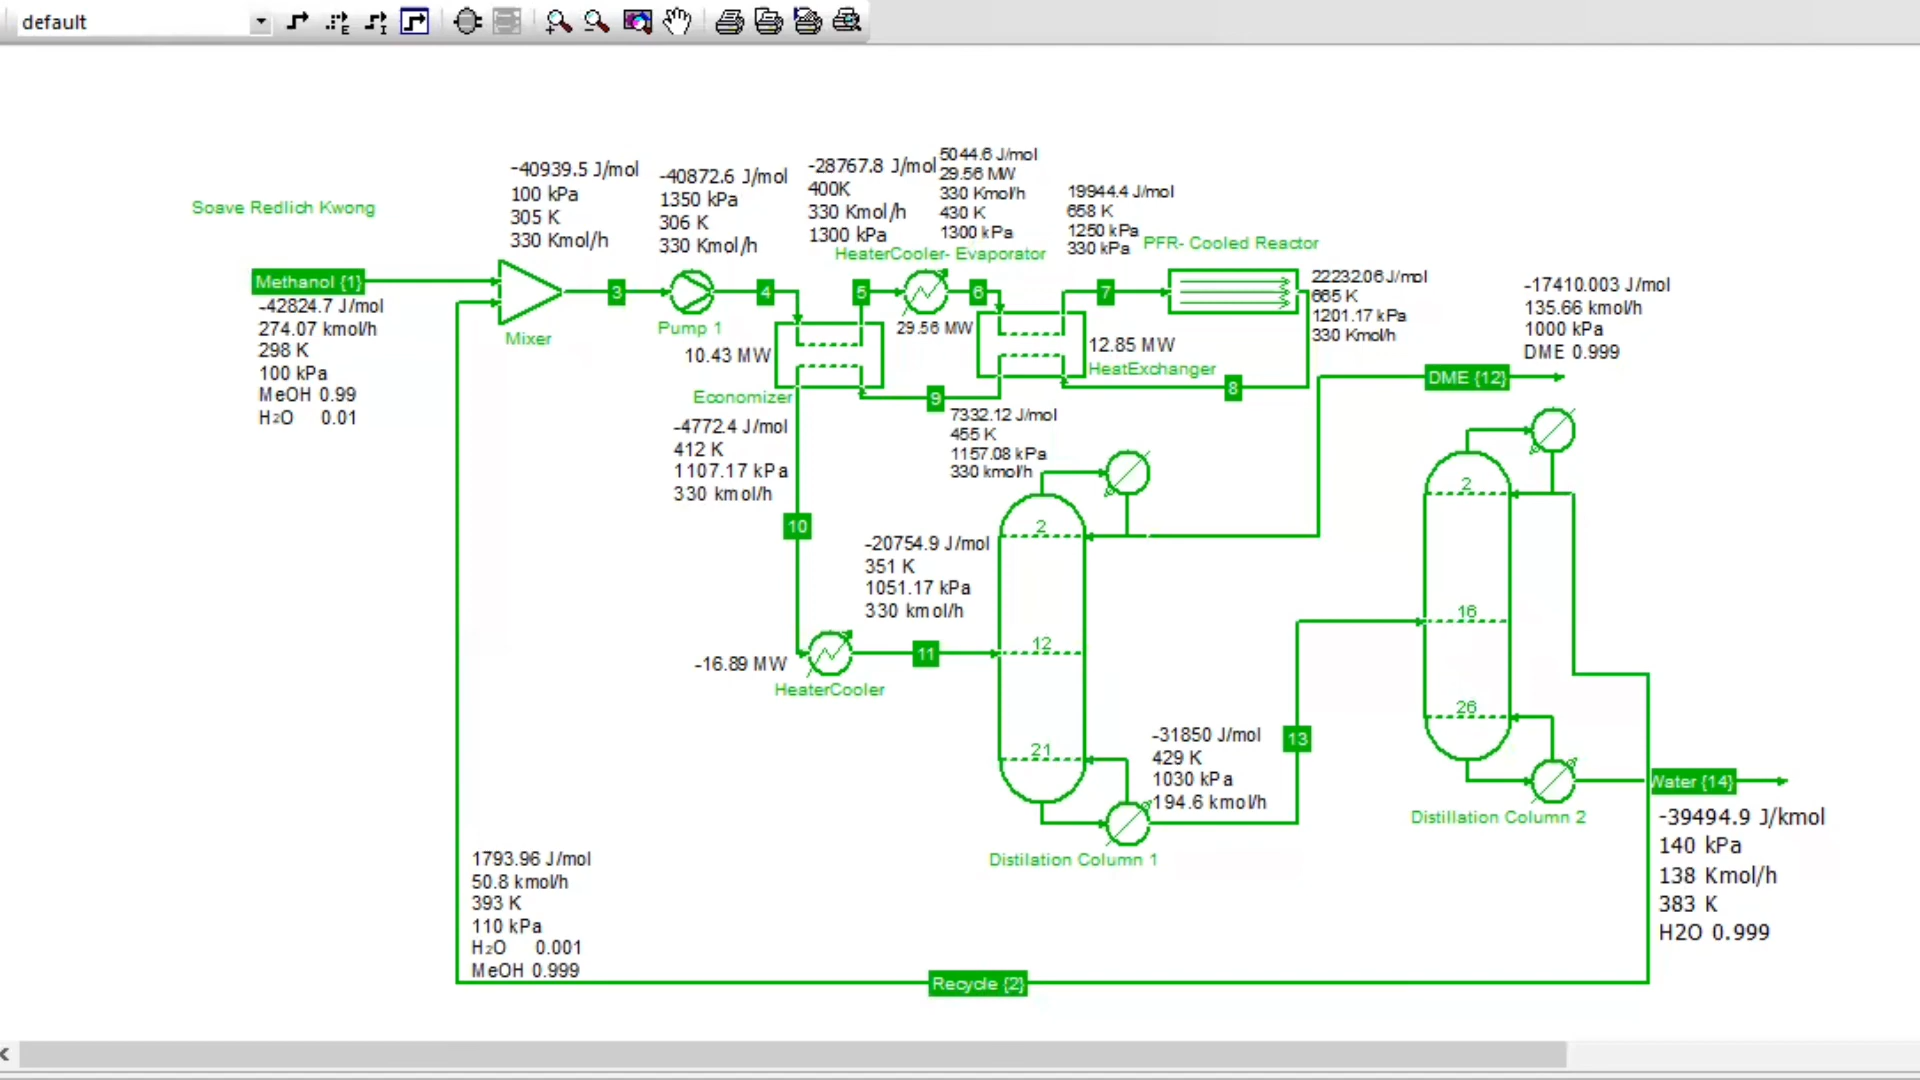 default
E
I
Soave Redlich Kwong
-40939.5 J/mol
100 kPa
305 K
330 Kmol/h
-40872.6 J/mol
1350 kPa
306 K
330 Kmol/h
-28767.8 J/mol
400K
330 Kmol/h
1300 kPa
5044.6 J/mol
29.56 MW
330 Kmol/h
430 K
1300 kPa
19944.4 J/mol
658 K
1250 kPa
330 kPa
HeaterCooler- Evaporator
PFR- Cooled Reactor
22232.06 J/mol
665 K
1201.17 kPa
330 Kmol/h
-17410.003 J/mol
135.66 kmol/h
1000 kPa
DME 0.999
Methanol {1}
-42824.7 J/mol
274.07 kmol/h
298 K
100 kPa
MeOH 0.99
H2O 0.01
Mixer
3
Pump 1
4
5
29.56 MW
6
7
10.43 MW
Economizer
12.85 MW
HeatExchanger
8
9
DME {12}
-4772.4 J/mol
412 K
1107.17 kPa
330 kmol/h
7332.12 J/mol
455 K
1157.08 kPa
330 kmol/h
10
-20754.9 J/mol
351 K
1051.17 kPa
330 kmol/h
-16.89 MW
HeaterCooler
11
2
12
21
Distilation Column 1
-31850 J/mol
429 K
1030 kPa
194.6 kmol/h
13
2
16
26
Distillation Column 2
Water {14}
-39494.9 J/kmol
140 kPa
138 Kmol/h
383 K
H2O 0.999
1793.96 J/mol
50.8 kmol/h
393 K
110 kPa
H2O 0.001
MeOH 0.999
Recycle {2}